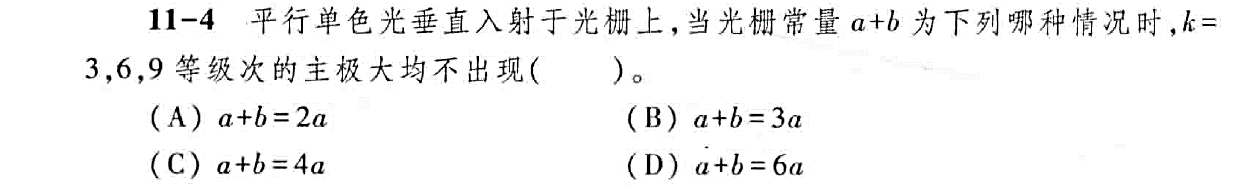 11-4 平行单色光垂直入射于光栅上,当光栅常量 a+b 为下列哪种情况时,k=
3,6,9 等级次的主极大均不出现(  )。
(A) a+b=2a (B) a+b=3a
(C) a+b=4a (D) a+b=6a